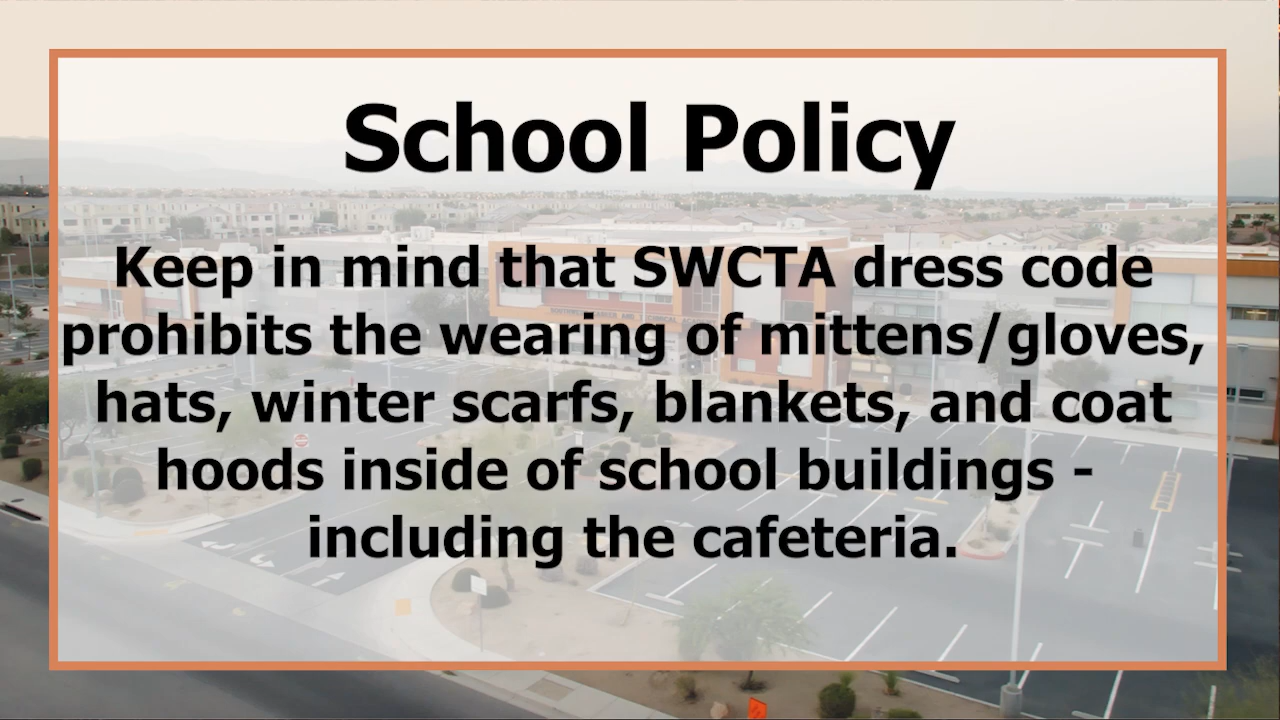 School Policy
Keep in mind that SWCTA dress code
prohibits the wearing of mittens/gloves,
hats, winter scarfs, blankets, and coat
hoods inside of school buildings -
including the cafeteria.